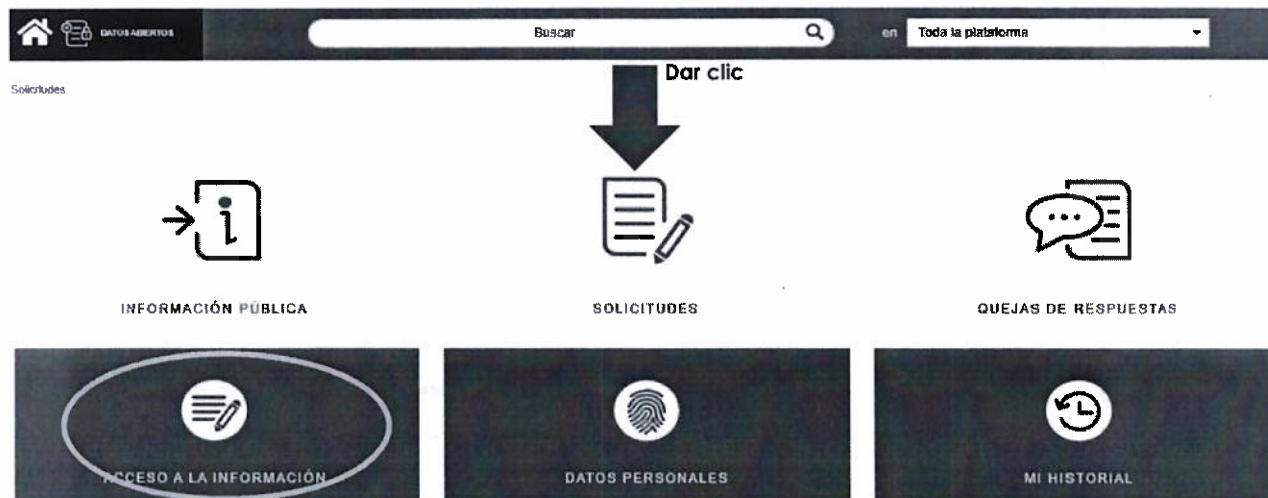 DATOS ABIERTOS
Buscar
en
Toda la plataforma
Dar clic
Solicitudes
INFORMACIÓN PÚBLICA
SOLICITUDES
QUEJAS DE RESPUESTAS
ACCESO A LA INFORMACIÓN
DATOS PERSONALES
MI HISTORIAL